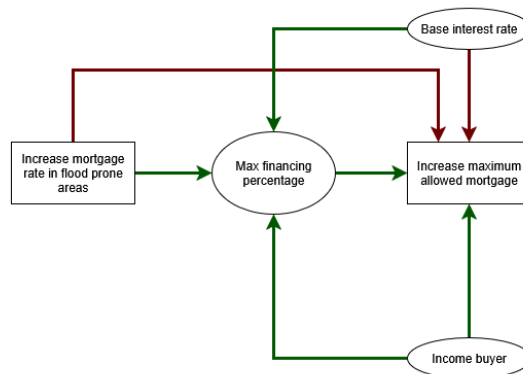 Base interest rate
Increase mortgage
rate in flood prone
areas
Max financing
percentage
Increase maximum
allowed mortgage
Income buyer